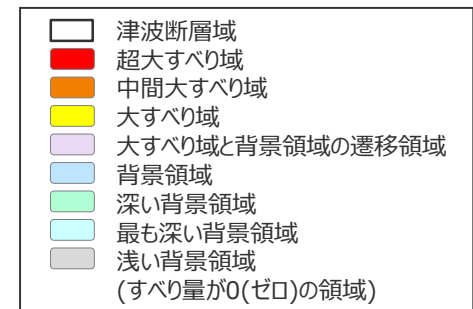 津波断層域
超大すべり域
中間大すべり域
大すべり域
大すべり域と背景領域の遷移領域
背景領域
深い背景領域
最も深い背景領域
浅い背景領域
(すべり量が0(ゼロ)の領域)